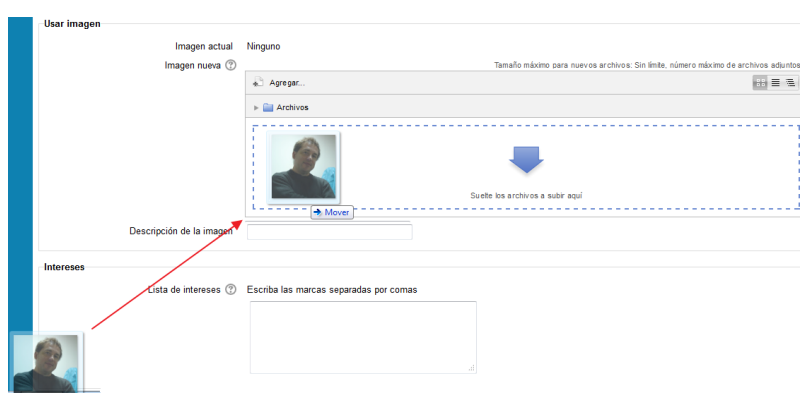 Usar imagen
Imagen actual Ninguno
Imagen nueva Tamaño máximo para nuevos archivos: Sin límite, número máximo de archivos adjuntos
Agregar...
Archivos
Suelte los archivos a subir aquí
Mover
Descripción de la imagen
Intereses
Lista de intereses Escriba las marcas separadas por comas